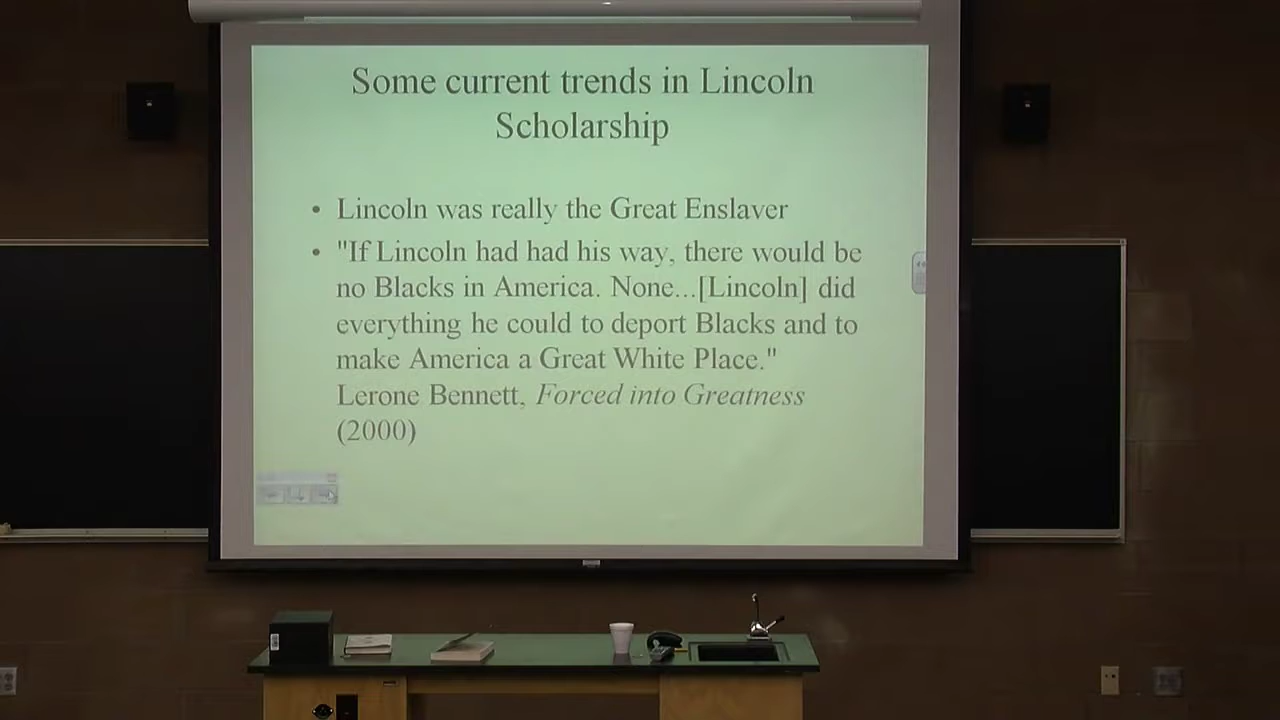 Some current trends in Lincoln
Scholarship
• Lincoln was really the Great Enslaver
• "If Lincoln had had his way, there would be
no Blacks in America. None...[Lincoln] did
everything he could to deport Blacks and to
make America a Great White Place."
Lerone Bennett, Forced into Greatness
(2000)